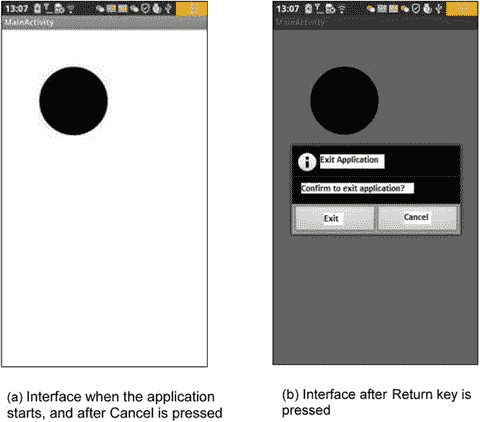 13:07
MainActivity
13:07
MainActivity
Exit Application
Confirm to exit application?
Exit
Cancel
(a) Interface when the application
starts, and after Cancel is pressed
(b) Interface after Return key is
pressed